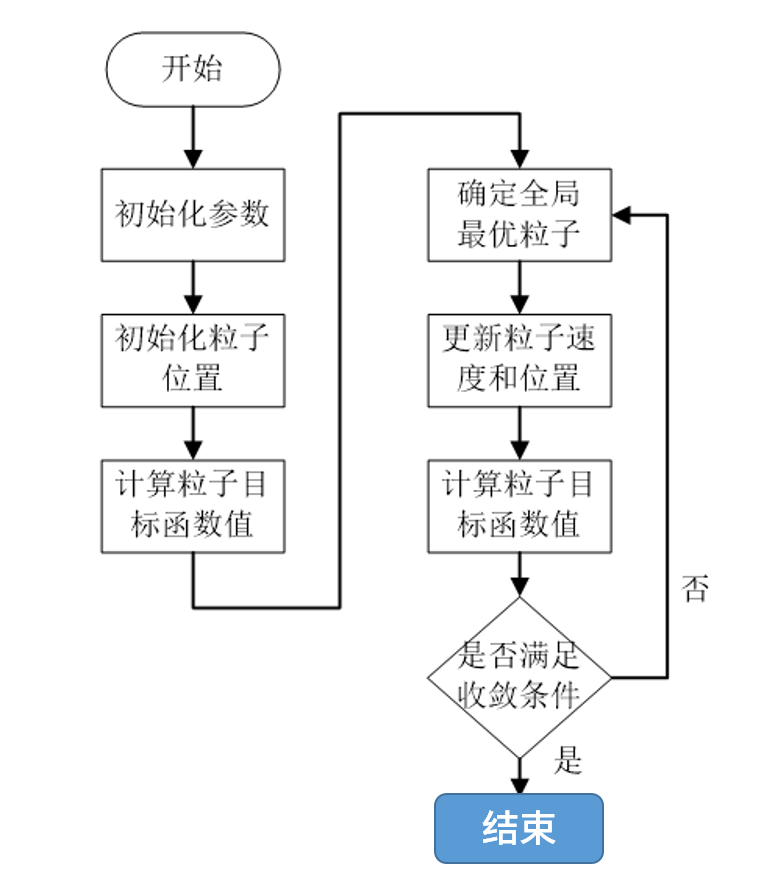 开始
初始化参数
初始化粒子
位置
计算粒子目
标函数值
确定全局
最优粒子
更新粒子速
度和位置
计算粒子目
标函数值
是否满足
收敛条件
否
是
结束